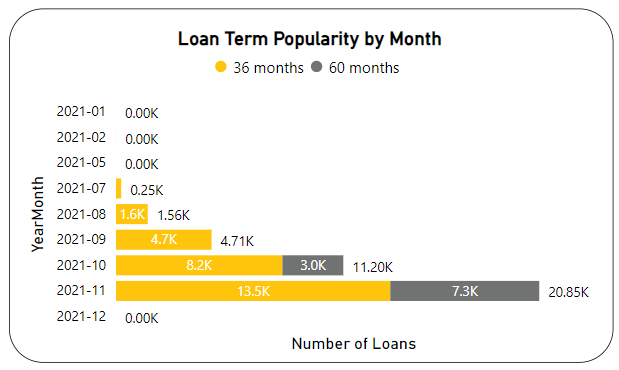 Loan Term Popularity by Month
36 months 60 months
2021-01 0.00K
2021-02 0.00K
2021-05 0.00K
2021-07 0.25K
2021-08 1.6K 1.56K
2021-09 4.7K 4.71K
2021-10 8.2K 3.0K 11.20K
2021-11 13.5K 7.3K 20.85K
2021-12 0.00K
YearMonth
Number of Loans